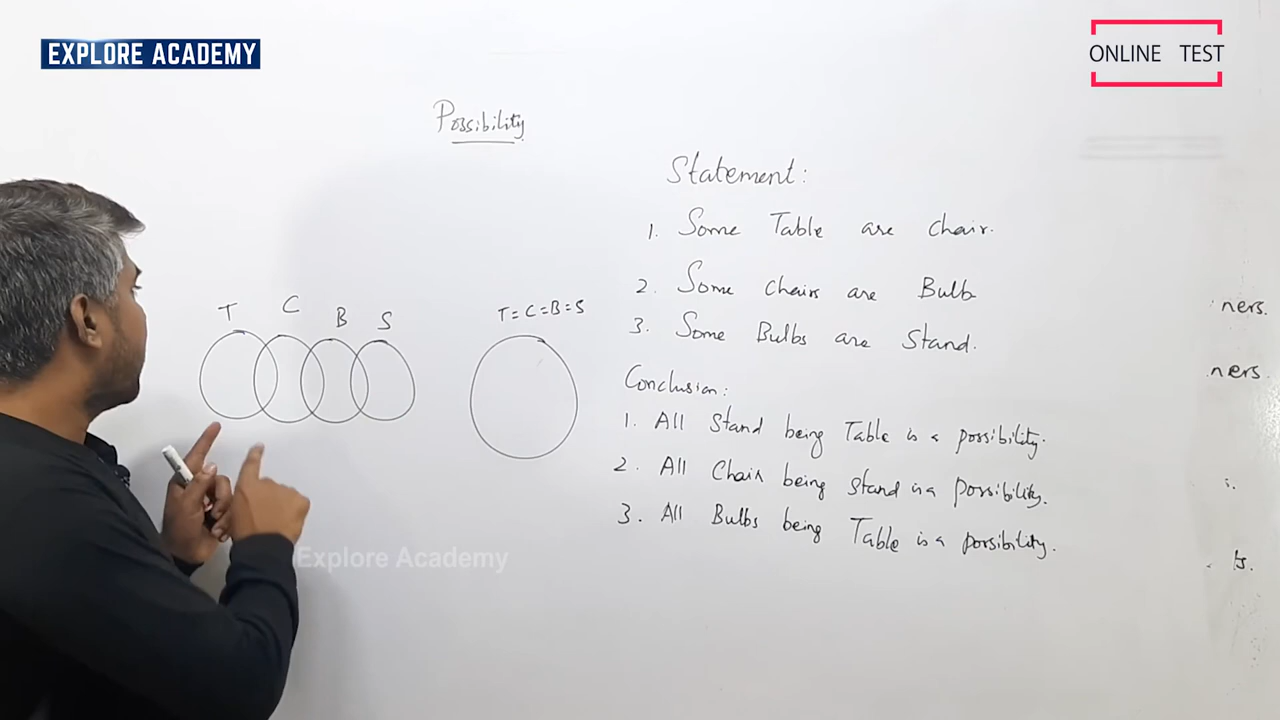 EXPLORE ACADEMY
ONLINE TEST
Possibility
Statement:
1. Some Table are Chair.
2. Some Chairs are Bulb
3. Some Bulbs are Stand.
T C B S
T = C = B = S
Conclusion:
1. All Stand being Table is a possibility.
2. All Chair being Stand is a possibility.
3. All Bulbs being Table is a possibility.
ners.
ners.
Explore Academy